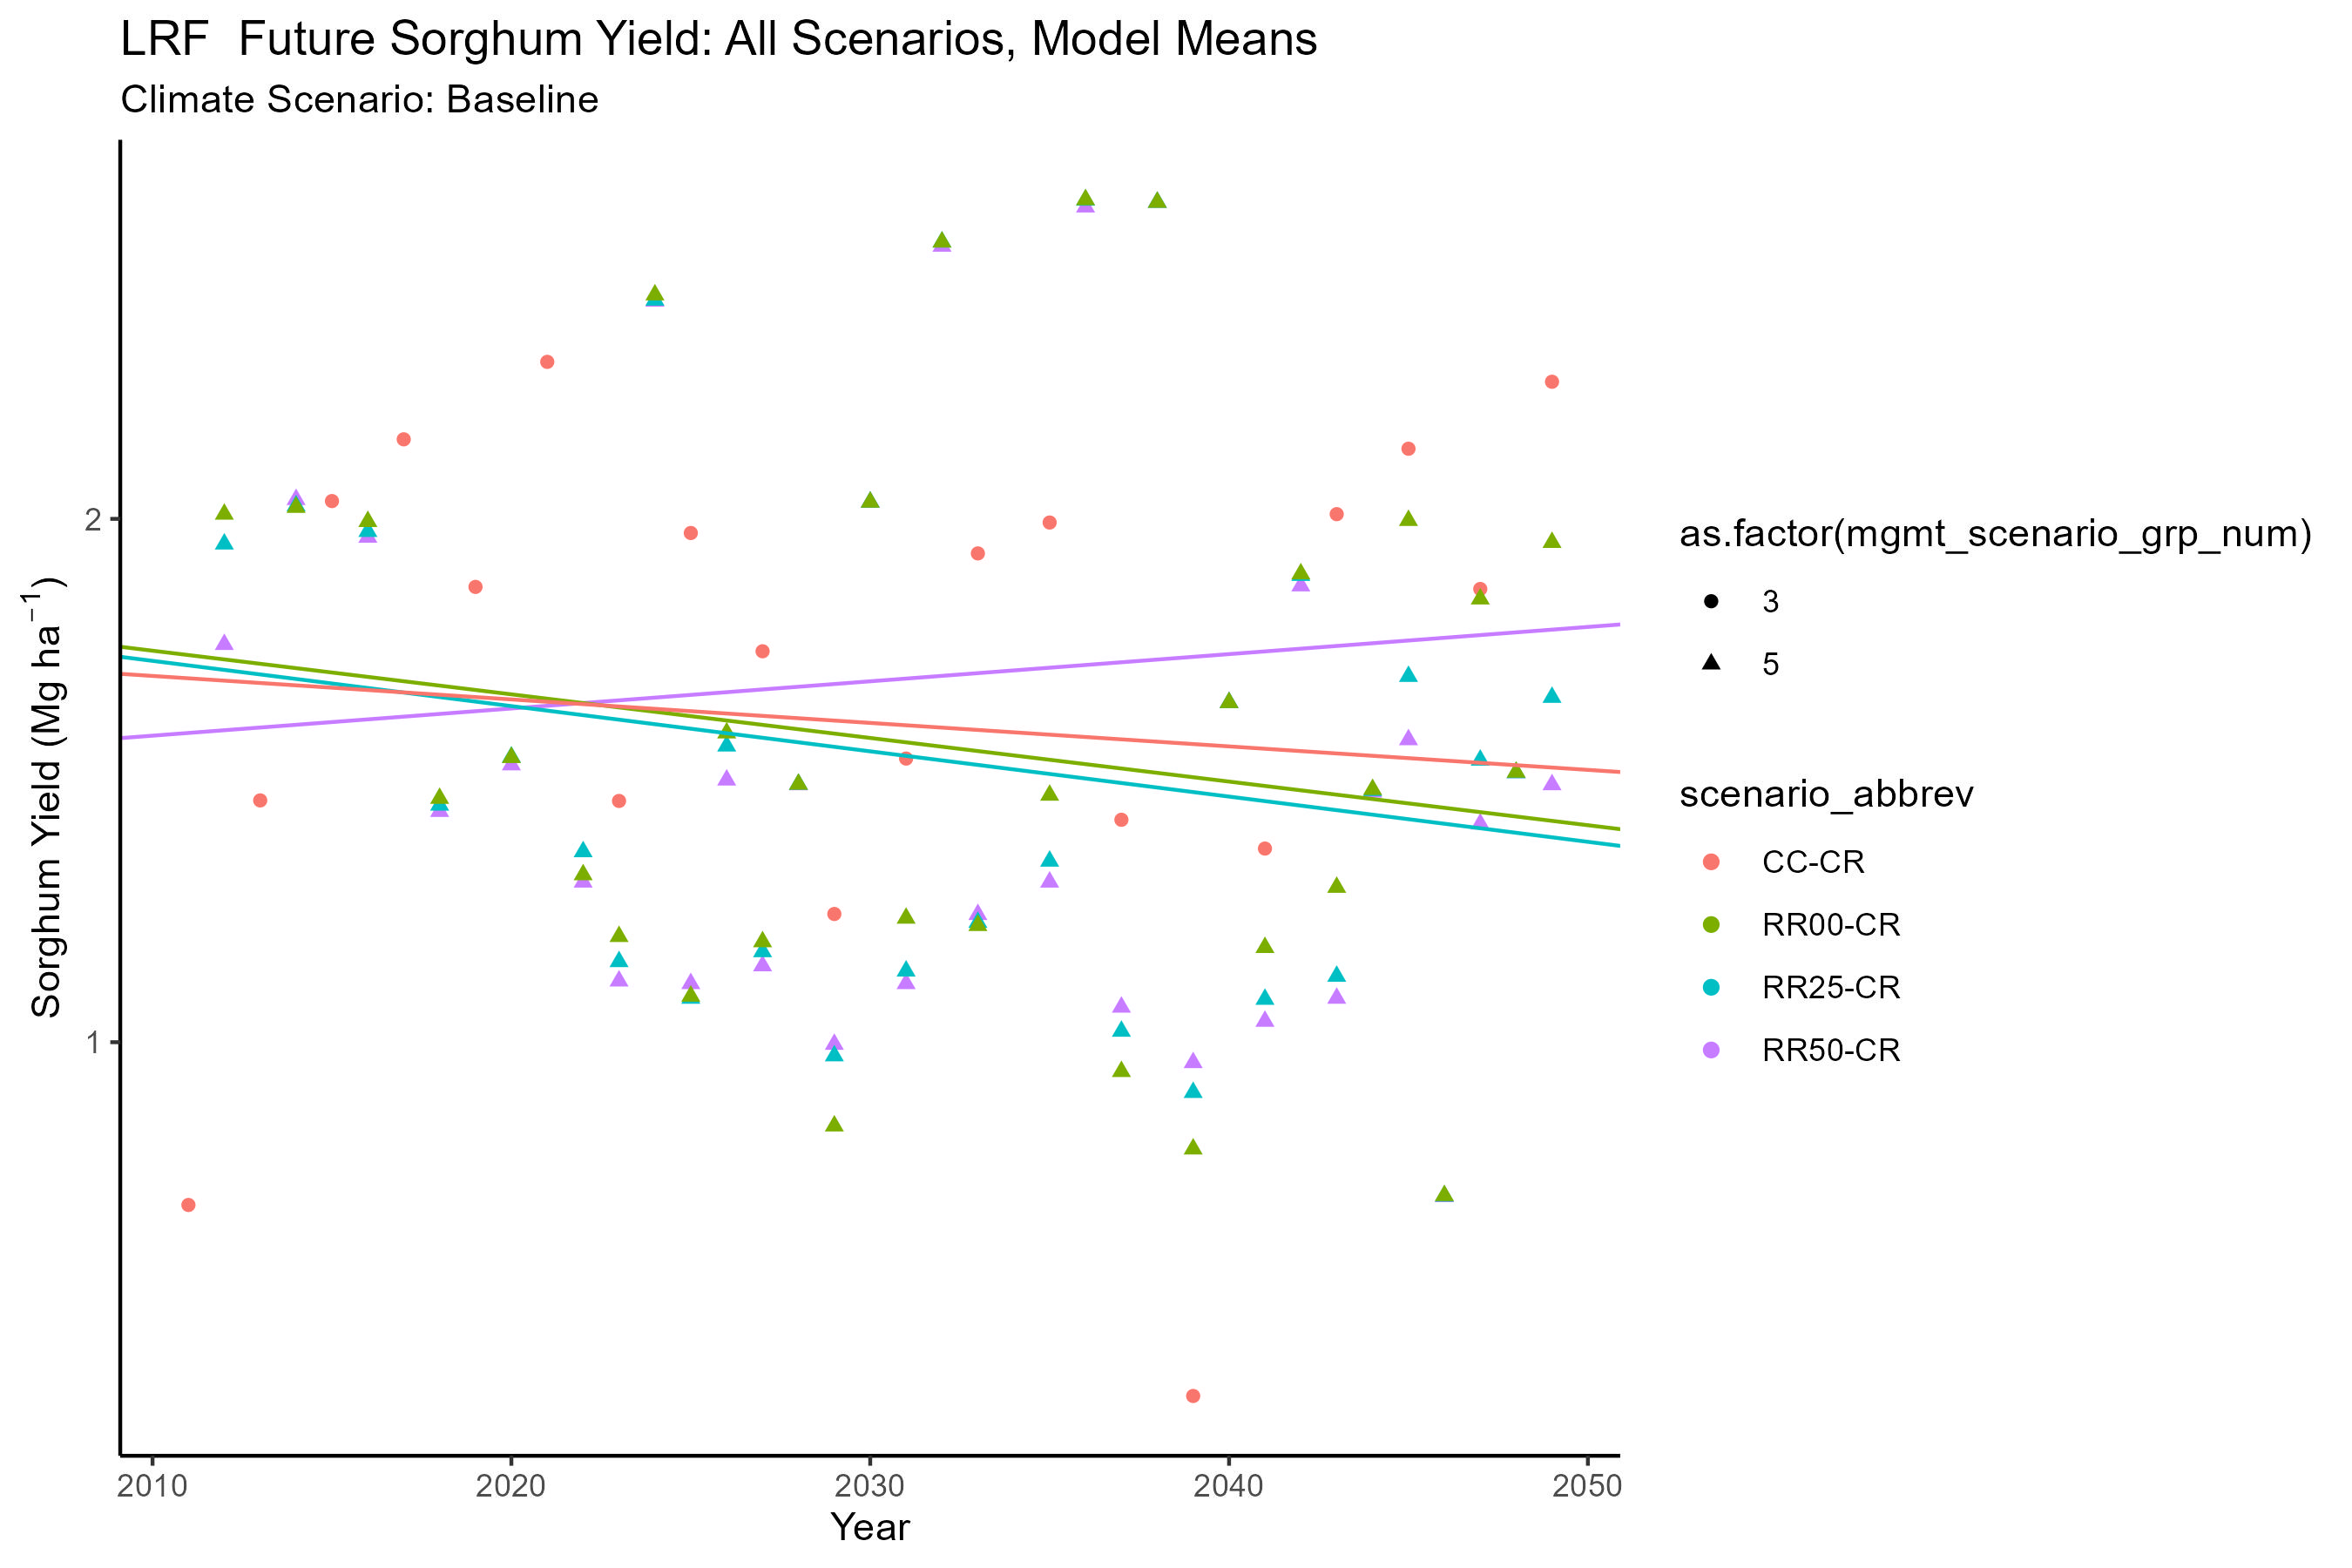 LRF  Future Sorghum Yield: All Scenarios, Model Means
Climate Scenario: Baseline
Sorghum Yield (Mg ha⁻¹)
2
1
2010 2020 2030 2040 2050
Year
as.factor(mgmt_scenario_grp_num)
3
5
scenario_abbrev
CC-CR
RR00-CR
RR25-CR
RR50-CR